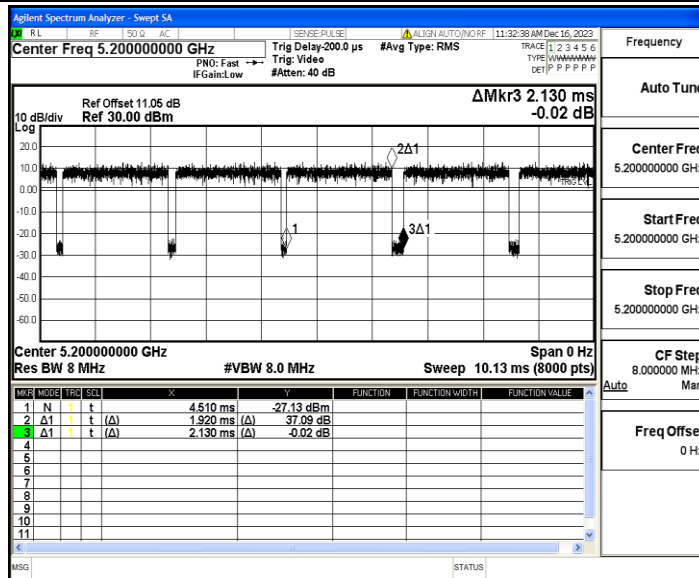 Agilent Spectrum Analyzer - Swept SA
RL RF 50 Ω AC SENSE:PULSE ALIGN AUTO/NO RF 11:32:38 AM Dec 16, 2023
Center Freq 5.200000000 GHz
PNO: Fast
IFGain:Low
Trig Delay-200.0 µs
Trig: Video
#Atten: 40 dB
#Avg Type: RMS
TRACE 1 2 3 4 5 6
TYPE
DET P P P P P P
ΔMkr3 2.130 ms
-0.02 dB
Ref Offset 11.05 dB
10 dB/div Ref 30.00 dBm
Log
20.0
10.0
0.00
-10.0
-20.0
-30.0
-40.0
-50.0
-60.0
2Δ1
TRIG LVL
1
3Δ1
Center 5.200000000 GHz Span 0 Hz
Res BW 8 MHz #VBW 8.0 MHz Sweep 10.13 ms (8000 pts)
MKR MODE TRC SCL X Y FUNCTION FUNCTION WIDTH FUNCTION VALUE
1 N 1 t 4.510 ms -27.13 dBm
2 Δ1 1 t (Δ) 1.920 ms (Δ) 37.09 dB
3 Δ1 1 t (Δ) 2.130 ms (Δ) -0.02 dB
4
5
6
7
8
9
10
11
MSG STATUS
Frequency
Auto Tune
Center Freq
5.200000000 GHz
Start Freq
5.200000000 GHz
Stop Freq
5.200000000 GHz
CF Step
8.000000 MHz
Auto Man
Freq Offset
0 Hz